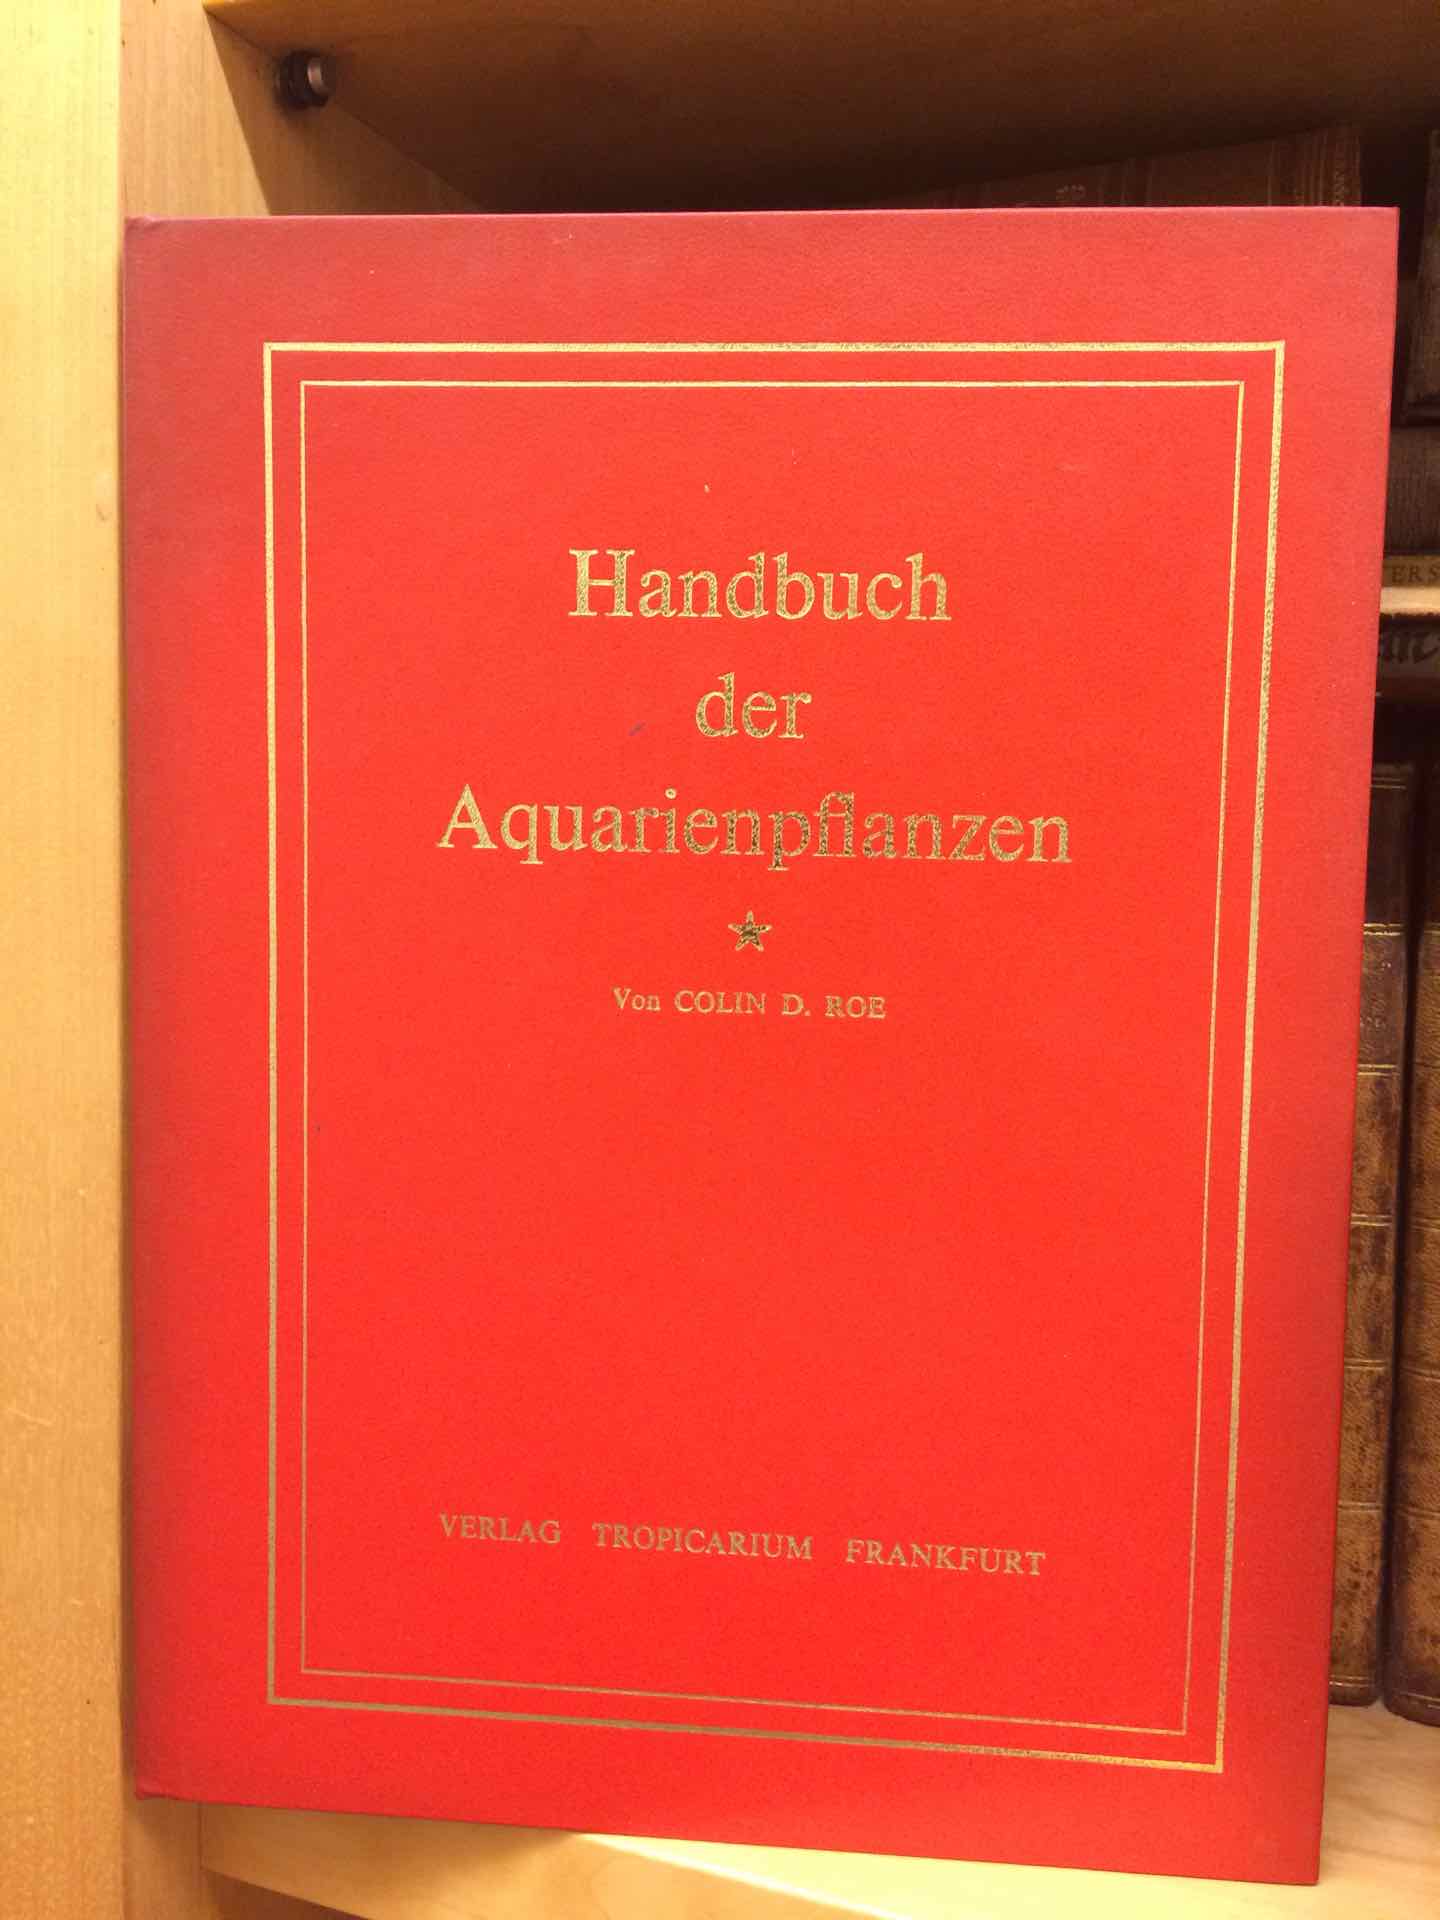 Handbuch
der
Aquarienpflanzen
Von COLIN D. ROE
VERLAG TROPICARIUM FRANKFURT